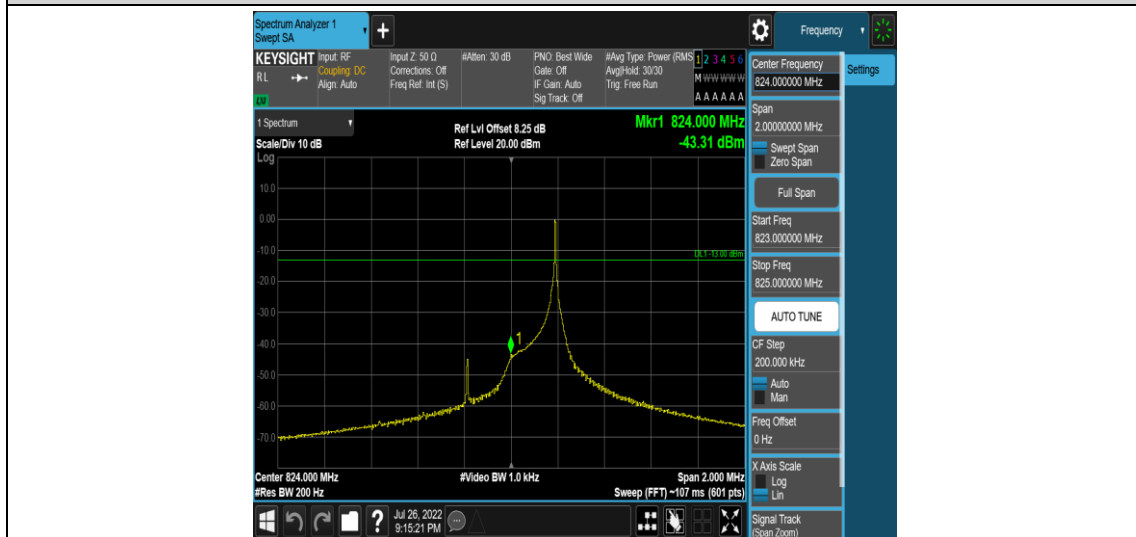 Spectrum Analyzer 1
Swept SA
+
Frequency
KEYSIGHT
Input: RF
Coupling: DC
Align: Auto
Input Z: 50 Ω
Corrections: Off
Freq Ref: Int (S)
#Atten: 30 dB
PNO: Best Wide
Gate: Off
IF Gain: Auto
Sig Track: Off
#Avg Type: Power (RMS
Avg|Hold: 30/30
Trig: Free Run
1 2 3 4 5 6
M W W W W W
A A A A A A
R L
LXI
Center Frequency
824.000000 MHz
Settings
1 Spectrum
Scale/Div 10 dB
Ref Lvl Offset 8.25 dB
Ref Level 20.00 dBm
Mkr1 824.000 MHz
-43.31 dBm
Span
2.00000000 MHz
Swept Span
Zero Span
Full Span
Start Freq
823.000000 MHz
Stop Freq
825.000000 MHz
AUTO TUNE
CF Step
200.000 kHz
Auto
Man
Freq Offset
0 Hz
X Axis Scale
Log
Lin
Signal Track
(Span Zoom)
Log
10.0
0.00
-10.0
DL1 -13.00 dBm
-20.0
-30.0
-40.0
1
-50.0
-60.0
-70.0
Center 824.000 MHz
#Video BW 1.0 kHz
Span 2.000 MHz
#Res BW 200 Hz
Sweep (FFT) ~107 ms (601 pts)
?
Jul 26, 2022
9:15:21 PM